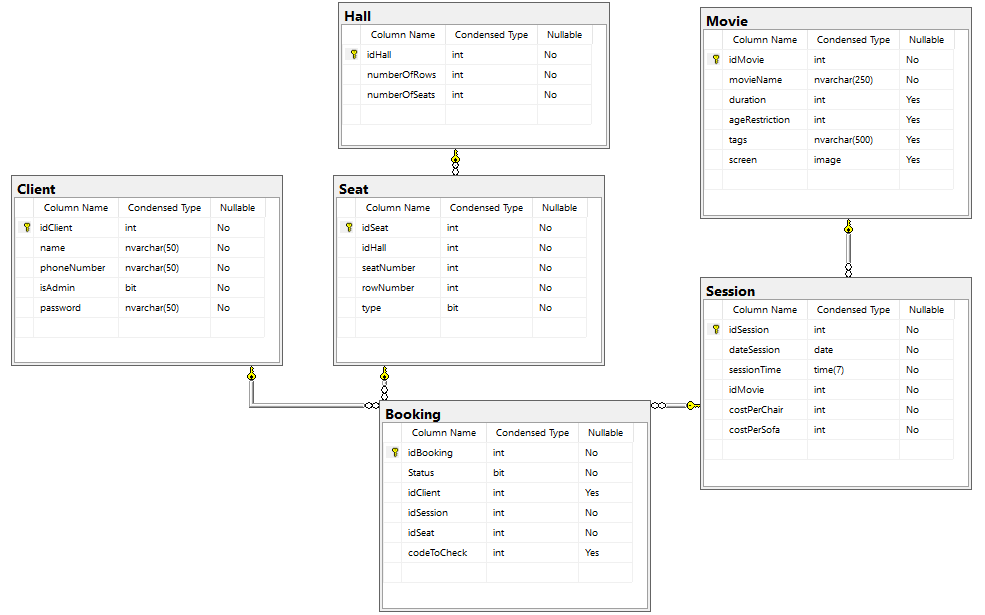 Hall
Column Name Condensed Type Nullable
idHall int No
numberOfRows int No
numberOfSeats int No
Movie
Column Name Condensed Type Nullable
idMovie int No
movieName nvarchar(250) No
duration int Yes
ageRestriction int Yes
tags nvarchar(500) Yes
screen image Yes
Client
Column Name Condensed Type Nullable
idClient int No
name nvarchar(50) No
phoneNumber nvarchar(50) No
isAdmin bit No
password nvarchar(50) No
Seat
Column Name Condensed Type Nullable
idSeat int No
idHall int No
seatNumber int No
rowNumber int No
type bit No
Session
Column Name Condensed Type Nullable
idSession int No
dateSession date No
sessionTime time(7) No
idMovie int No
costPerChair int No
costPerSofa int No
Booking
Column Name Condensed Type Nullable
idBooking int No
Status bit No
idClient int Yes
idSession int No
idSeat int No
codeToCheck int Yes